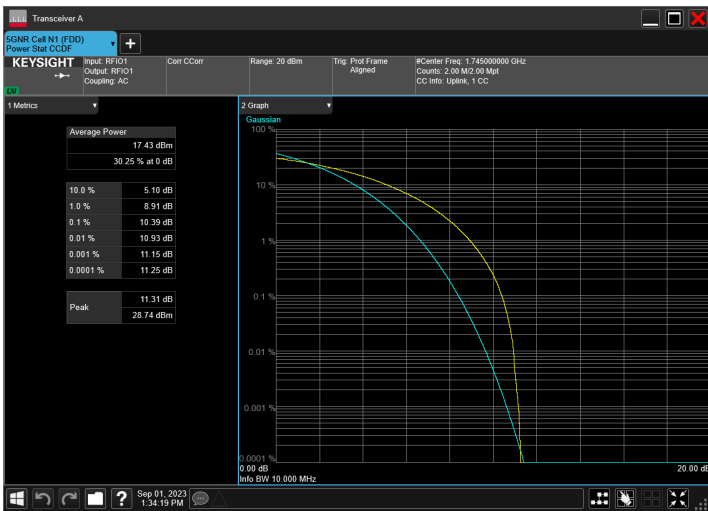 Transceiver A
5GNR Cell N1 (FDD)
Power Stat CCDF
KEYSIGHT
Input: RFIO1
Output: RFIO1
Coupling: AC
Corr CCorr
Range: 20 dBm
Trig: Prot Frame
Aligned
#Center Freq: 1.745000000 GHz
Counts: 2.00 M/2.00 Mpt
CC Info: Uplink, 1 CC
1 Metrics
Average Power
17.43 dBm
30.25 % at 0 dB
10.0 % 5.10 dB
1.0 % 8.91 dB
0.1 % 10.39 dB
0.01 % 10.93 dB
0.001 % 11.15 dB
0.0001 % 11.25 dB
Peak
11.31 dB
28.74 dBm
2 Graph
Gaussian
100 %
10 %
1 %
0.1 %
0.01 %
0.001 %
0.0001 %
0.00 dB
20.00 dB
Info BW 10.000 MHz
Sep 01, 2023
1:34:19 PM